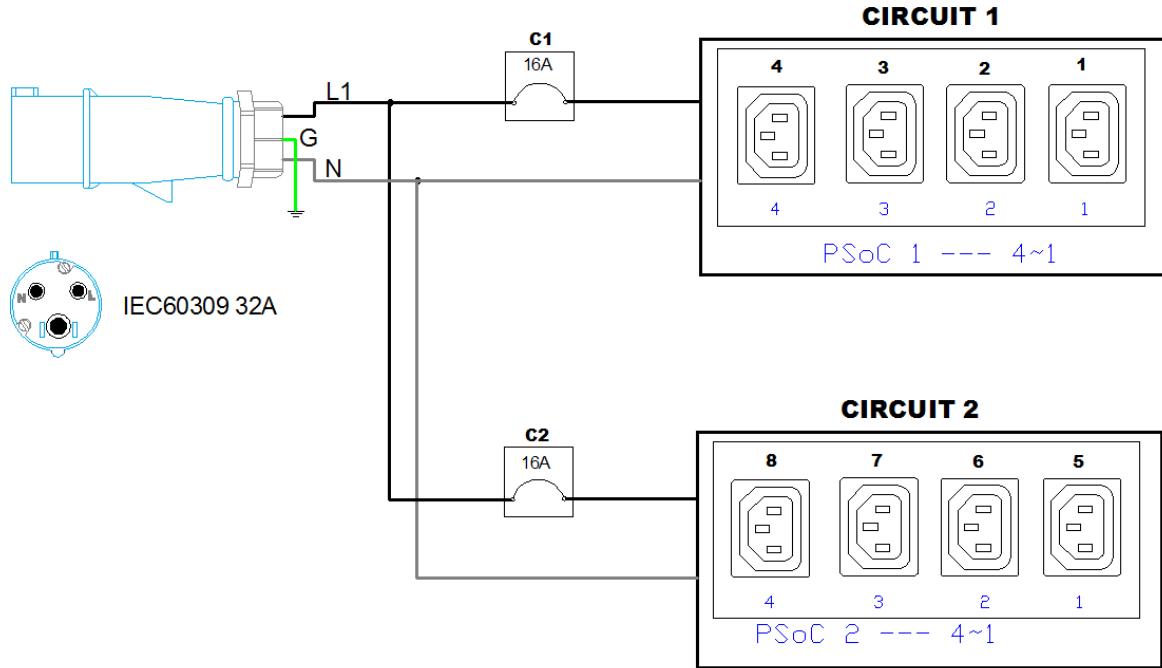 CIRCUIT 1
C1
16A
4 3 2 1
L1
G
N
4 3 2 1
PSoC 1 --- 4~1
N L
IEC60309 32A
CIRCUIT 2
C2
16A
8 7 6 5
4 3 2 1
PSoC 2 --- 4~1